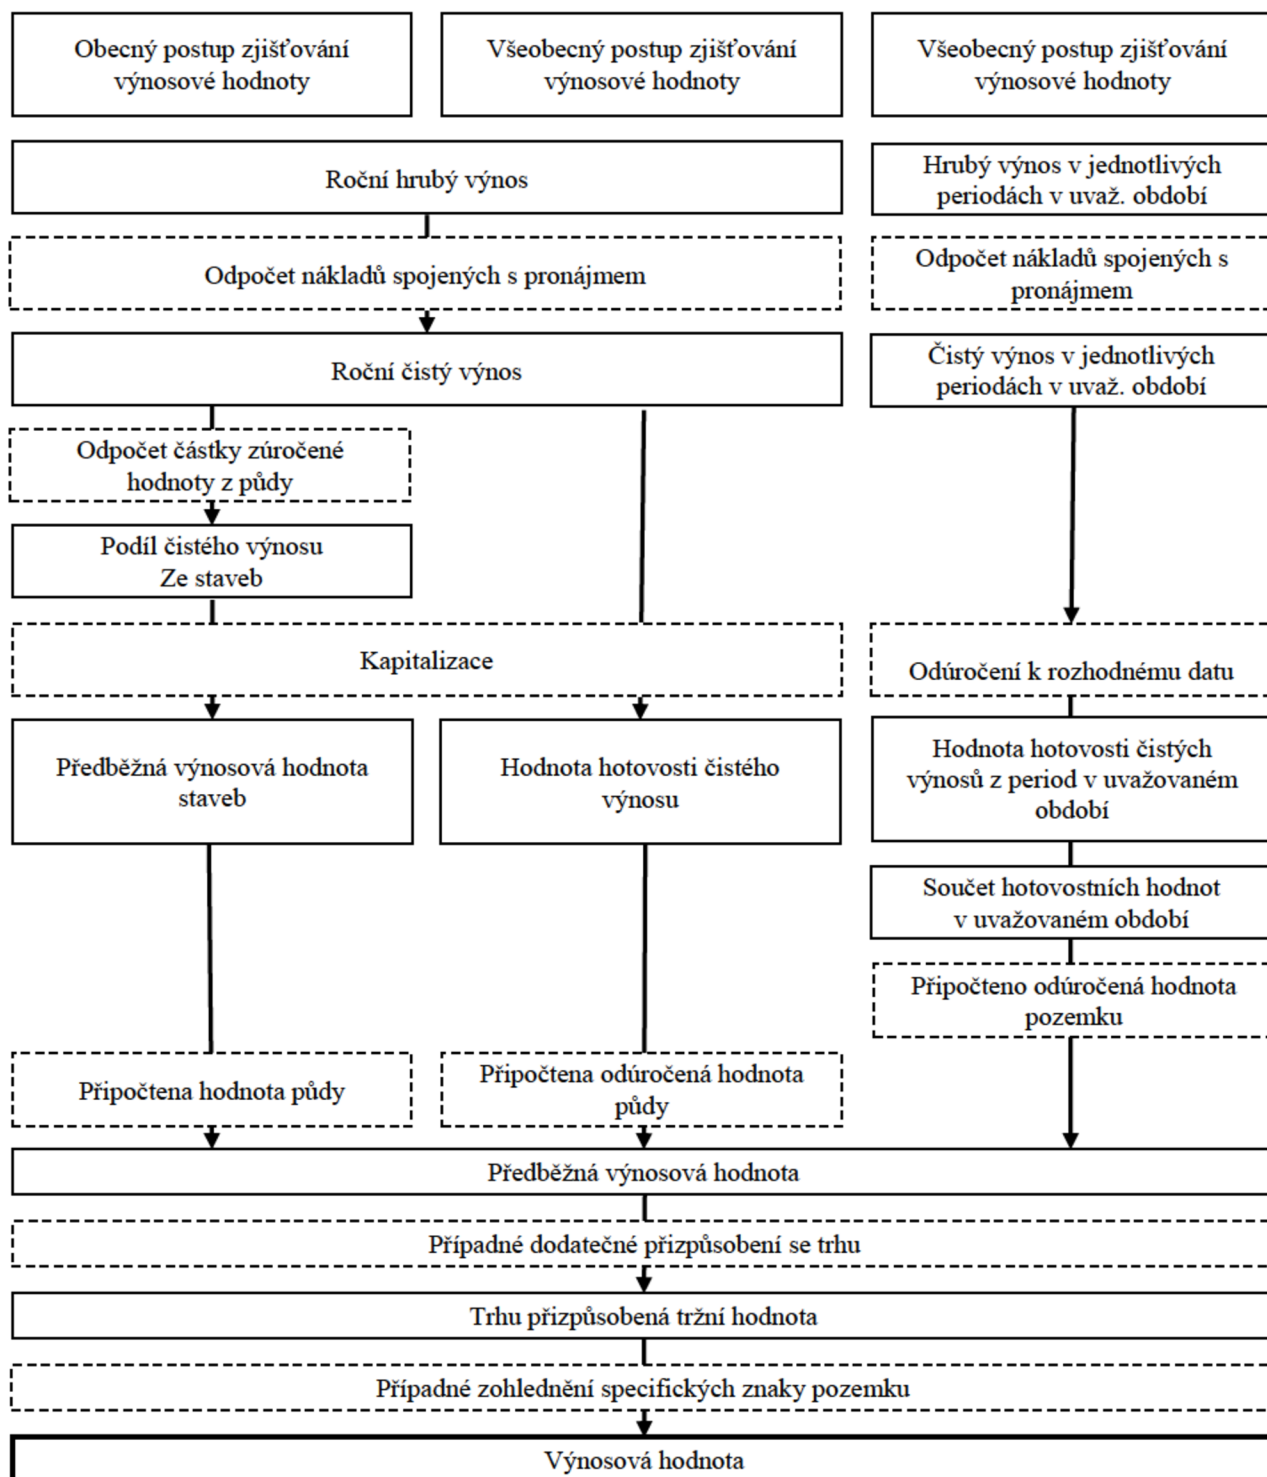 Obecný postup zjišťování
výnosové hodnoty
Všeobecný postup zjišťování
výnosové hodnoty
Všeobecný postup zjišťování
výnosové hodnoty
Roční hrubý výnos
Hrubý výnos v jednotlivých
periodách v uvaž. období
Odpočet nákladů spojených s pronájmem
Odpočet nákladů spojených s
pronájmem
Roční čistý výnos
Čistý výnos v jednotlivých
periodách v uvaž. období
Odpočet částky zúročené
hodnoty z půdy
Podíl čistého výnosu
Ze staveb
Kapitalizace
Odúročení k rozhodnému datu
Předběžná výnosová hodnota
staveb
Hodnota hotovosti čistého
výnosu
Hodnota hotovosti čistých
výnosů z period v uvažovaném
období
Součet hotovostních hodnot
v uvažovaném období
Připočteno odúročená hodnota
pozemku
Připočtena hodnota půdy
Připočtena odúročená hodnota
půdy
Předběžná výnosová hodnota
Případné dodatečné přizpůsobení se trhu
Trhu přizpůsobená tržní hodnota
Případné zohlednění specifických znaky pozemku
Výnosová hodnota